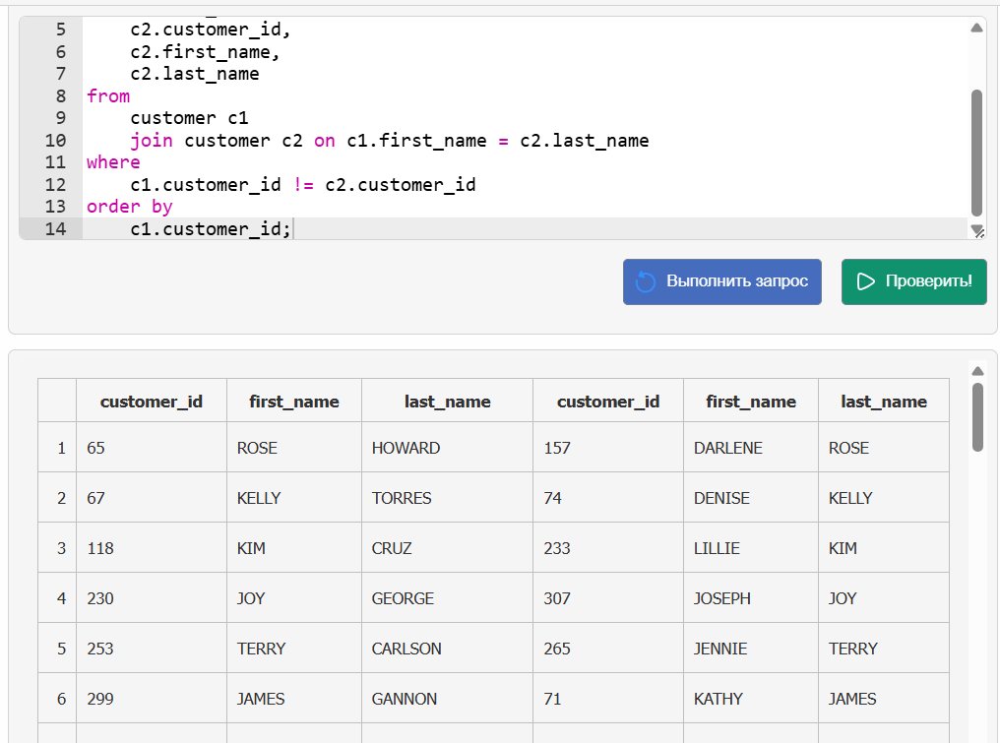 5 c2.customer_id,
6 c2.first_name,
7 c2.last_name
8 from
9 customer c1
10 join customer c2 on c1.first_name = c2.last_name
11 where
12 c1.customer_id != c2.customer_id
13 order by
14 c1.customer_id;
Выполнить запрос Проверить!
customer_id first_name last_name customer_id first_name last_name
1 65 ROSE HOWARD 157 DARLENE ROSE
2 67 KELLY TORRES 74 DENISE KELLY
3 118 KIM CRUZ 233 LILLIE KIM
4 230 JOY GEORGE 307 JOSEPH JOY
5 253 TERRY CARLSON 265 JENNIE TERRY
6 299 JAMES GANNON 71 KATHY JAMES